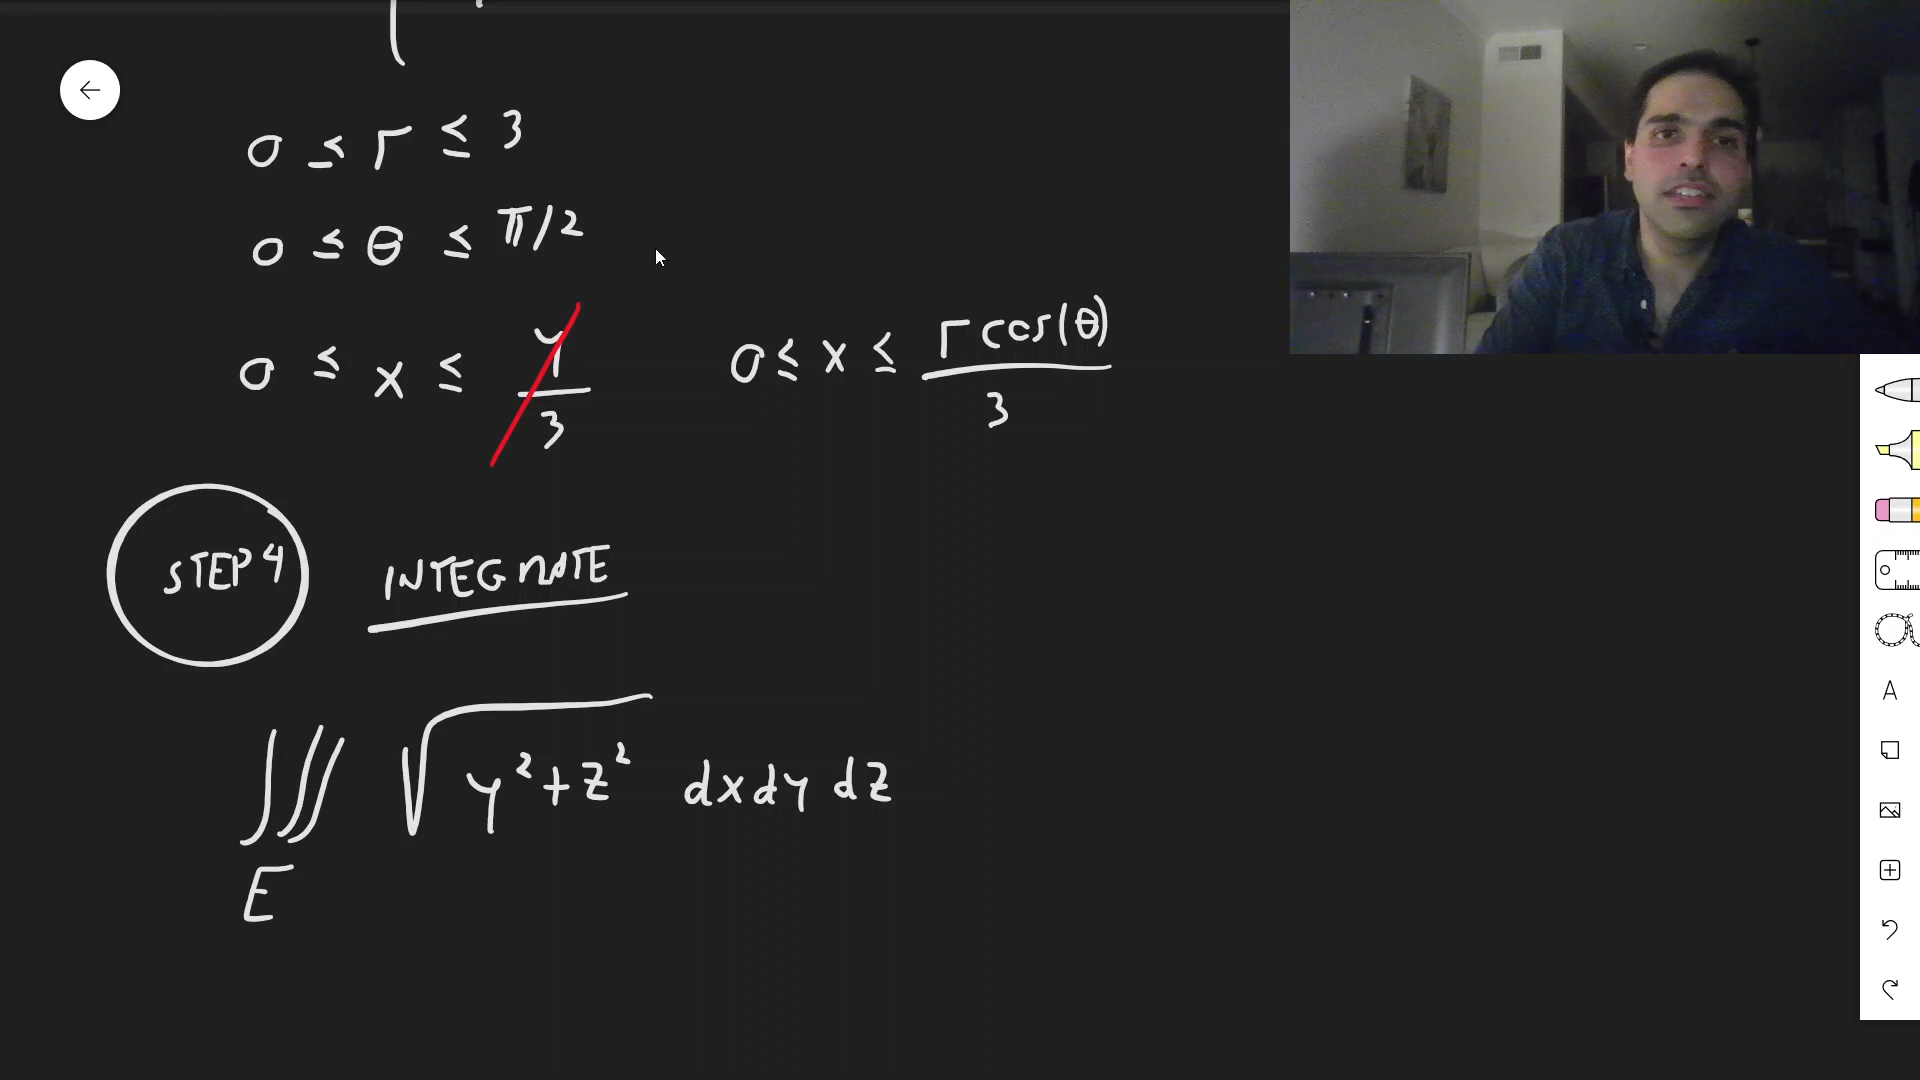 0 ≤ r ≤ 3
0 ≤ θ ≤ π/2
0 ≤ x ≤ y/3 0 ≤ x ≤ r cos(θ)/3
STEP 4 INTEGRATE
∭ √(y²+z²) dx dy dz
E
A